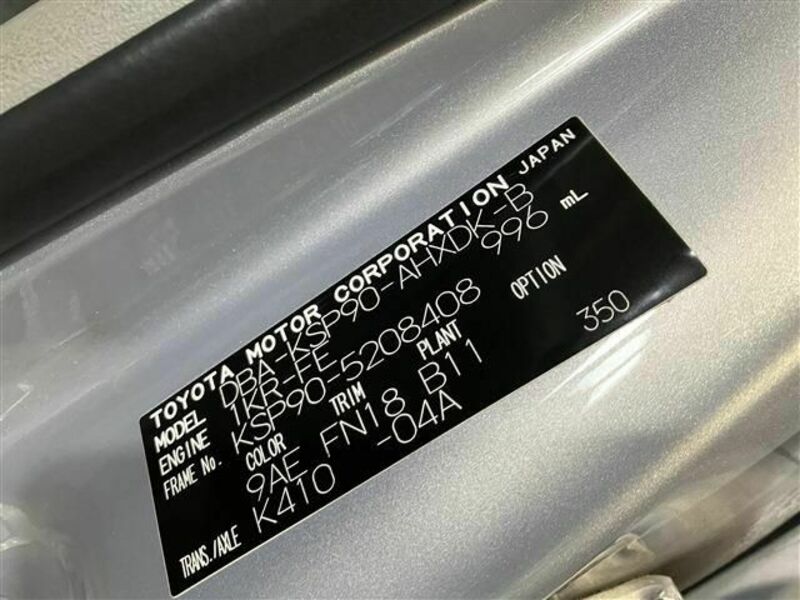 TOYOTA MOTOR CORPORATION JAPAN
MODEL DBA-KSP90-AHXDK-B
ENGINE 1KR-FE 996 mL
FRAME No. KSP90-5208408
COLOR TRIM PLANT OPTION
9AE FN18 B11 350
TRANS./AXLE K410 -04A